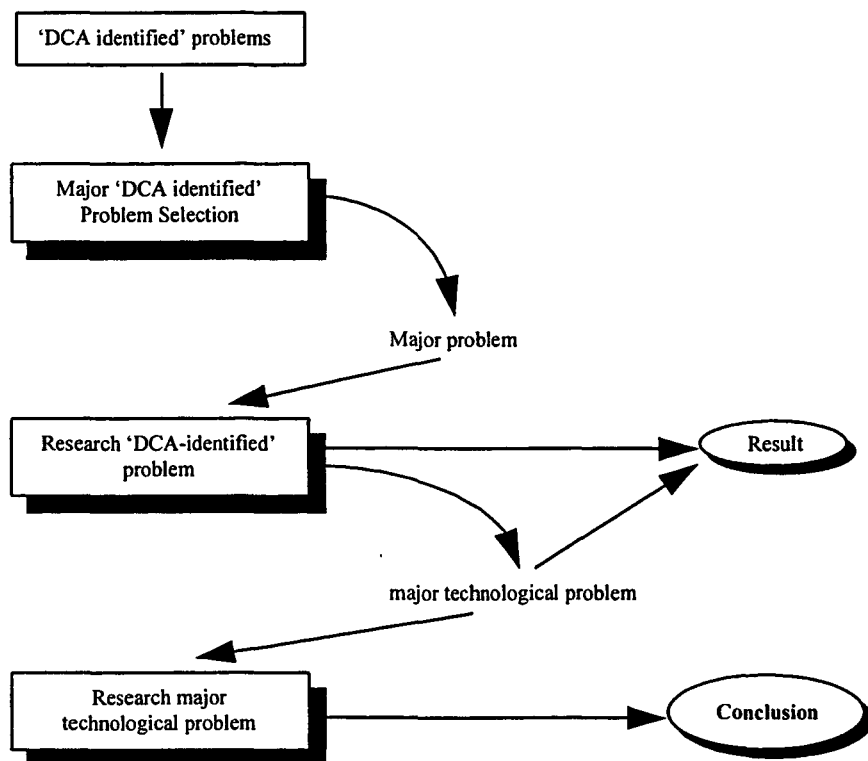 ‘DCA identified’ problems
Major ‘DCA identified’
Problem Selection
Major problem
Research ‘DCA-identified’
problem
Result
major technological problem
Research major
technological problem
Conclusion